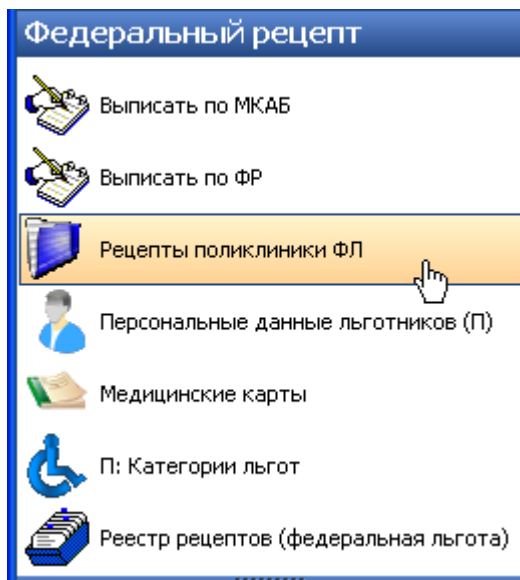 Федеральный рецепт
Выписать по МКАБ
Выписать по ФР
Рецепты поликлиники ФЛ
Персональные данные льготников (П)
Медицинские карты
П: Категории льгот
Реестр рецептов (федеральная льгота)